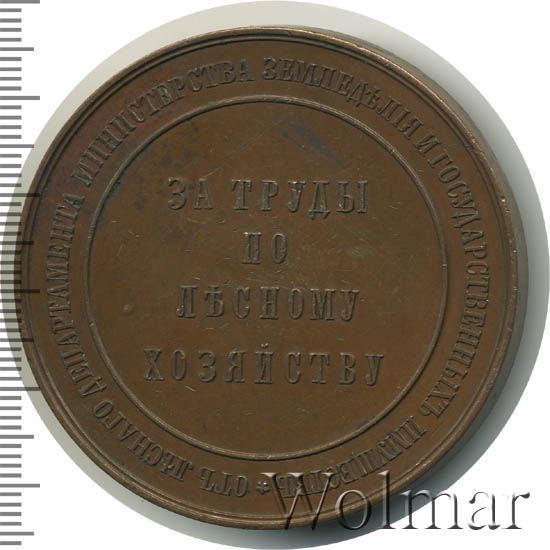 ОТЪ ЛѢСНАГО ДЕПАРТАМЕНТА МИНИСТЕРСТВА ЗЕМЛЕДѢЛІЯ И ГОСУДАРСТВЕННЫХЪ ИМУЩЕСТВЪ *
ЗА ТРУДЫ
ПО
ЛѢСНОМУ
ХОЗЯЙСТВУ
Wolmar